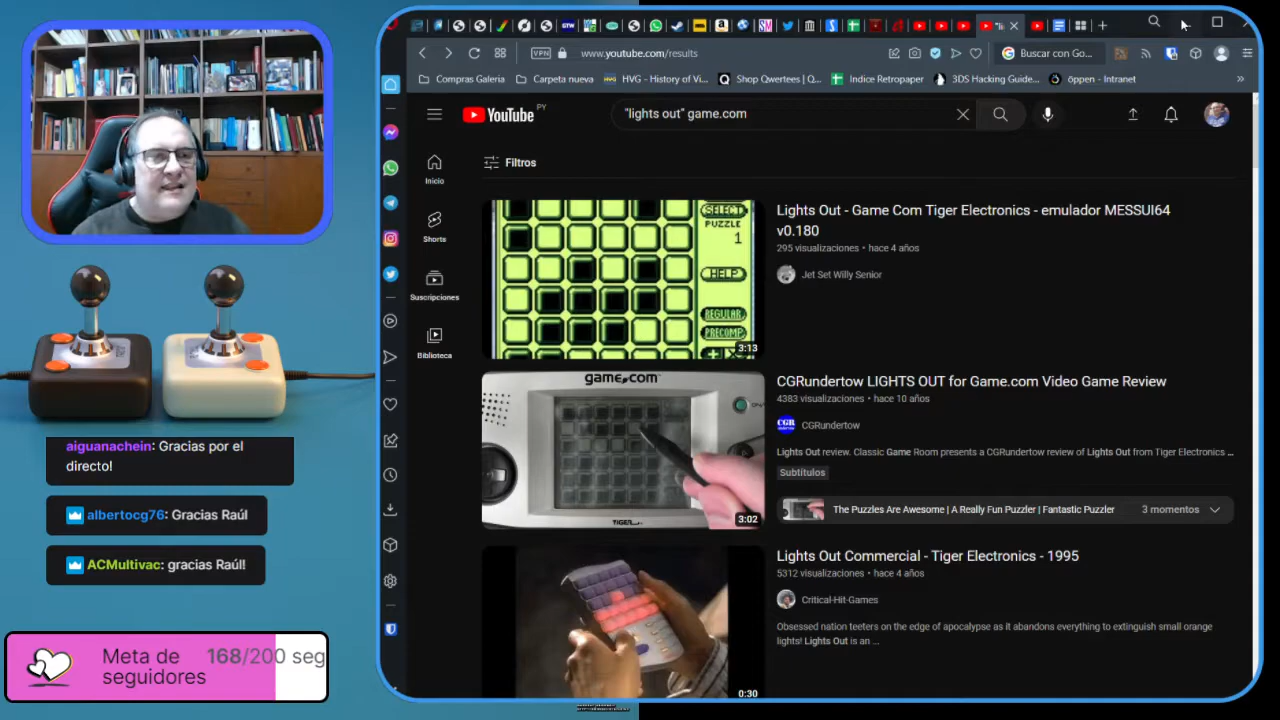 GTW
SM
VPN
www.youtube.com/results
Buscar con Go...
Compras Galeria
Carpeta nueva
HVG - History of Vi...
Shop Qwertees | Q...
Indice Retropaper
3DS Hacking Guide...
öppen - Intranet
YouTube PY
"lights out" game.com
Inicio
Shorts
Suscripciones
Biblioteca
Filtros
SELECT
PUZZLE
1
HELP
REGULAR
PRECOMP
3:13
Lights Out - Game Com Tiger Electronics - emulador MESSUI64
v0.180
295 visualizaciones • hace 4 años
Jet Set Willy Senior
game.com
TIGER
3:02
CGRundertow LIGHTS OUT for Game.com Video Game Review
4383 visualizaciones • hace 10 años
CGR
CGRundertow
Lights Out review. Classic Game Room presents a CGRundertow review of Lights Out from Tiger Electronics ...
Subtítulos
The Puzzles Are Awesome | A Really Fun Puzzler | Fantastic Puzzler
3 momentos
0:30
Lights Out Commercial - Tiger Electronics - 1995
5312 visualizaciones • hace 4 años
Critical-Hit-Games
Obsessed nation teeters on the edge of apocalypse as it abandons everything to extinguish small orange
lights! Lights Out is an ...
aiguanachein: Gracias por el
directo!
albertocg76: Gracias Raúl
ACMultivac: gracias Raúl!
Meta de
seguidores
168/200 seg